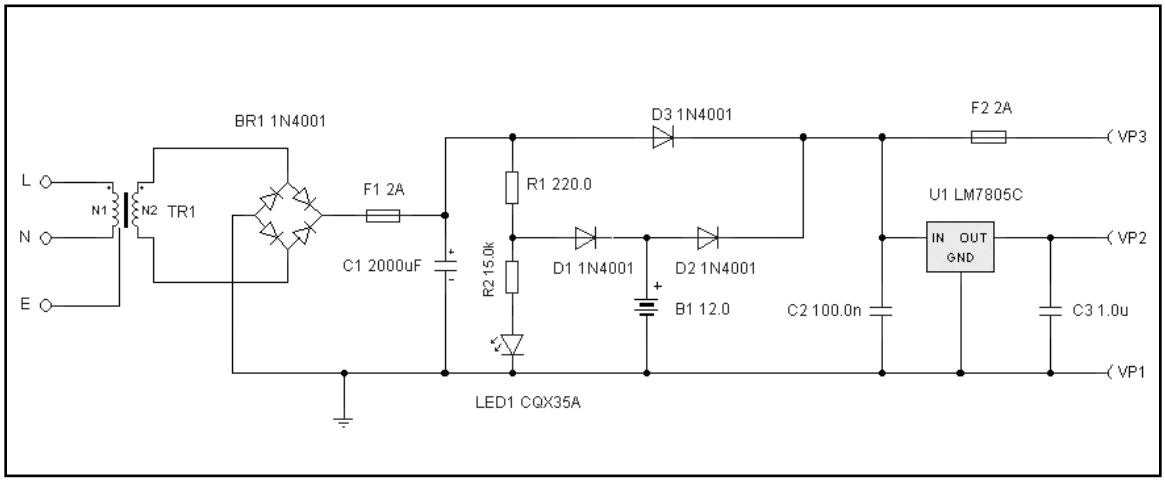 BR1 1N4001
D3 1N4001
F2 2A
VP3
L
N1
N2
TR1
F1 2A
R1 220.0
U1 LM7805C
N
IN OUT
GND
VP2
C1 2000uF
+
-
R2 15.0k
D1 1N4001
D2 1N4001
E
+
B1 12.0
C2 100.0n
C3 1.0u
VP1
LED1 CQX35A